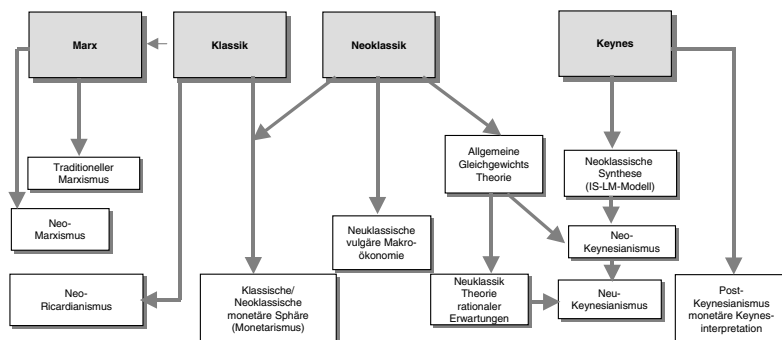 Marx
Klassik
Neoklassik
Keynes
Traditioneller
Marxismus
Allgemeine
Gleichgewichts
Theorie
Neoklassische
Synthese
(IS-LM-Modell)
Neo-
Marxismus
Neuklassische
vulgäre Makro-
ökonomie
Neo-
Keynesianismus
Neo-
Ricardianismus
Klassische/
Neoklassische
monetäre Sphäre
(Monetarismus)
Neuklassik
Theorie
rationaler
Erwartungen
Neu-
Keynesianismus
Post-
Keynesianismus
monetäre Keynes-
interpretation